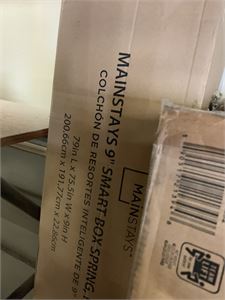 MAINSTAYS 9" SMART BOX SPRING,
COLCHÓN DE RESORTES INTELIGENTE DE 9"
79in L x 75.5in W x 9in H
200.66cm x 191.77cm x 22.86cm
MAINSTAYS